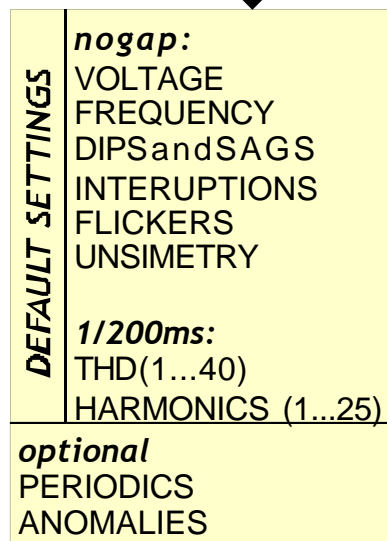 DEFAULT SETTINGS
nogap:
VOLTAGE
FREQUENCY
DIPSandSAGS
INTERUPTIONS
FLICKERS
UNSIMETRY
1/200ms:
THD(1...40)
HARMONICS (1...25)
optional
PERIODICS
ANOMALIES